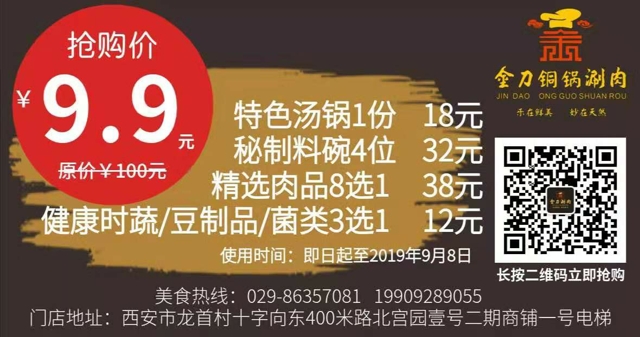 抢购价
¥9.9元
原价¥100元
特色汤锅1份 18元
秘制料碗4位 32元
精选肉品8选1 38元
健康时蔬/豆制品/菌类3选1 12元
使用时间：即日起至2019年9月8日
金刀铜锅涮肉
JIN DAO ONG GUO SHUAN ROU
乐在鲜美 妙在天然
金刀涮肉
长按二维码立即抢购
美食热线：029-86357081 19909289055
门店地址：西安市龙首村十字向东400米路北宫园壹号二期商铺一号电梯